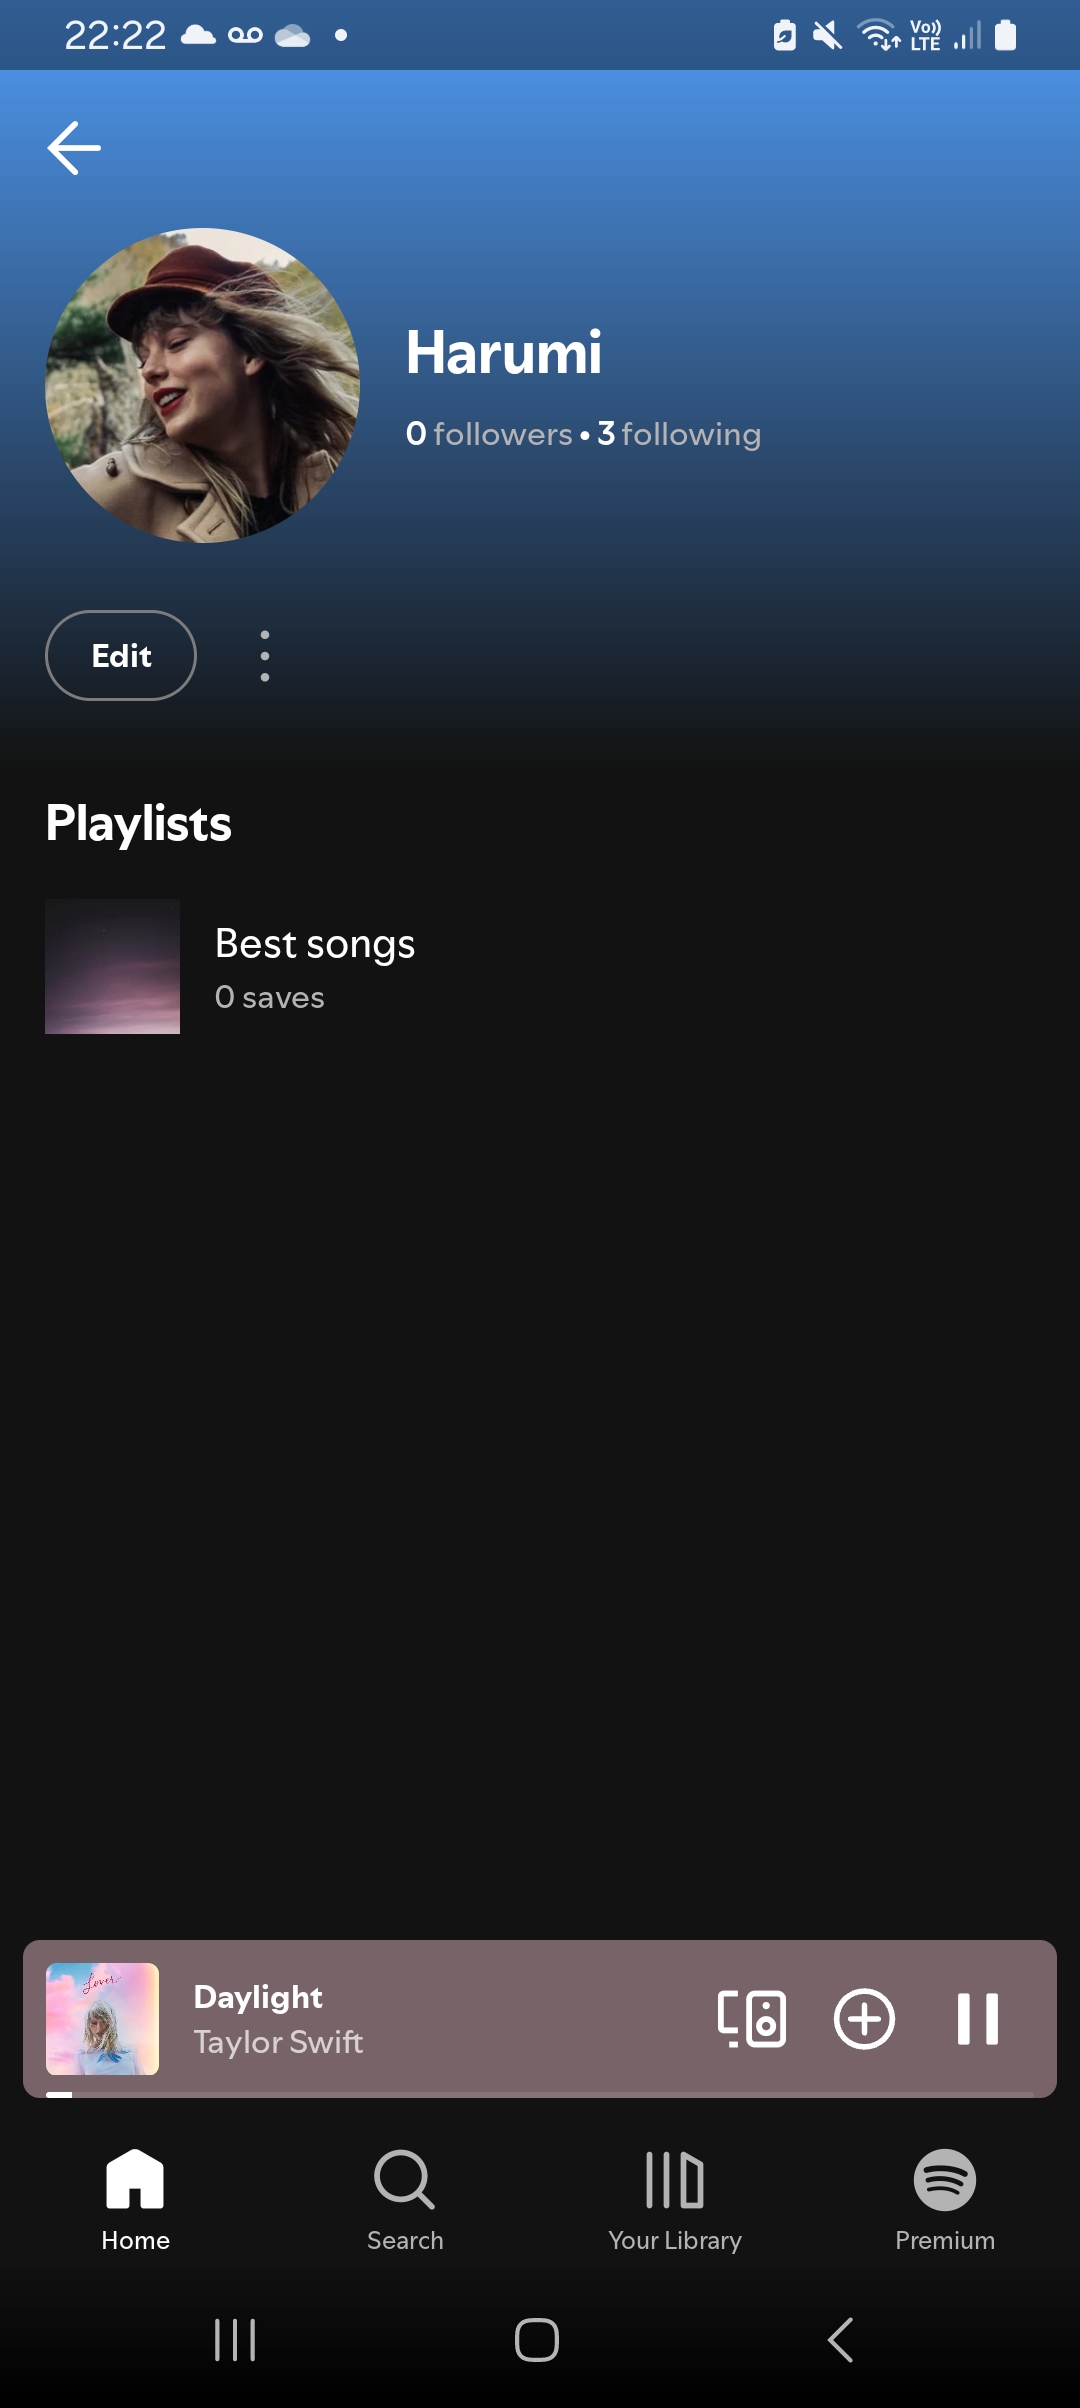 22:22
Vo)) LTE
Harumi
0 followers • 3 following
Edit
Playlists
Best songs
0 saves
Lover
Daylight
Taylor Swift
Home
Search
Your Library
Premium